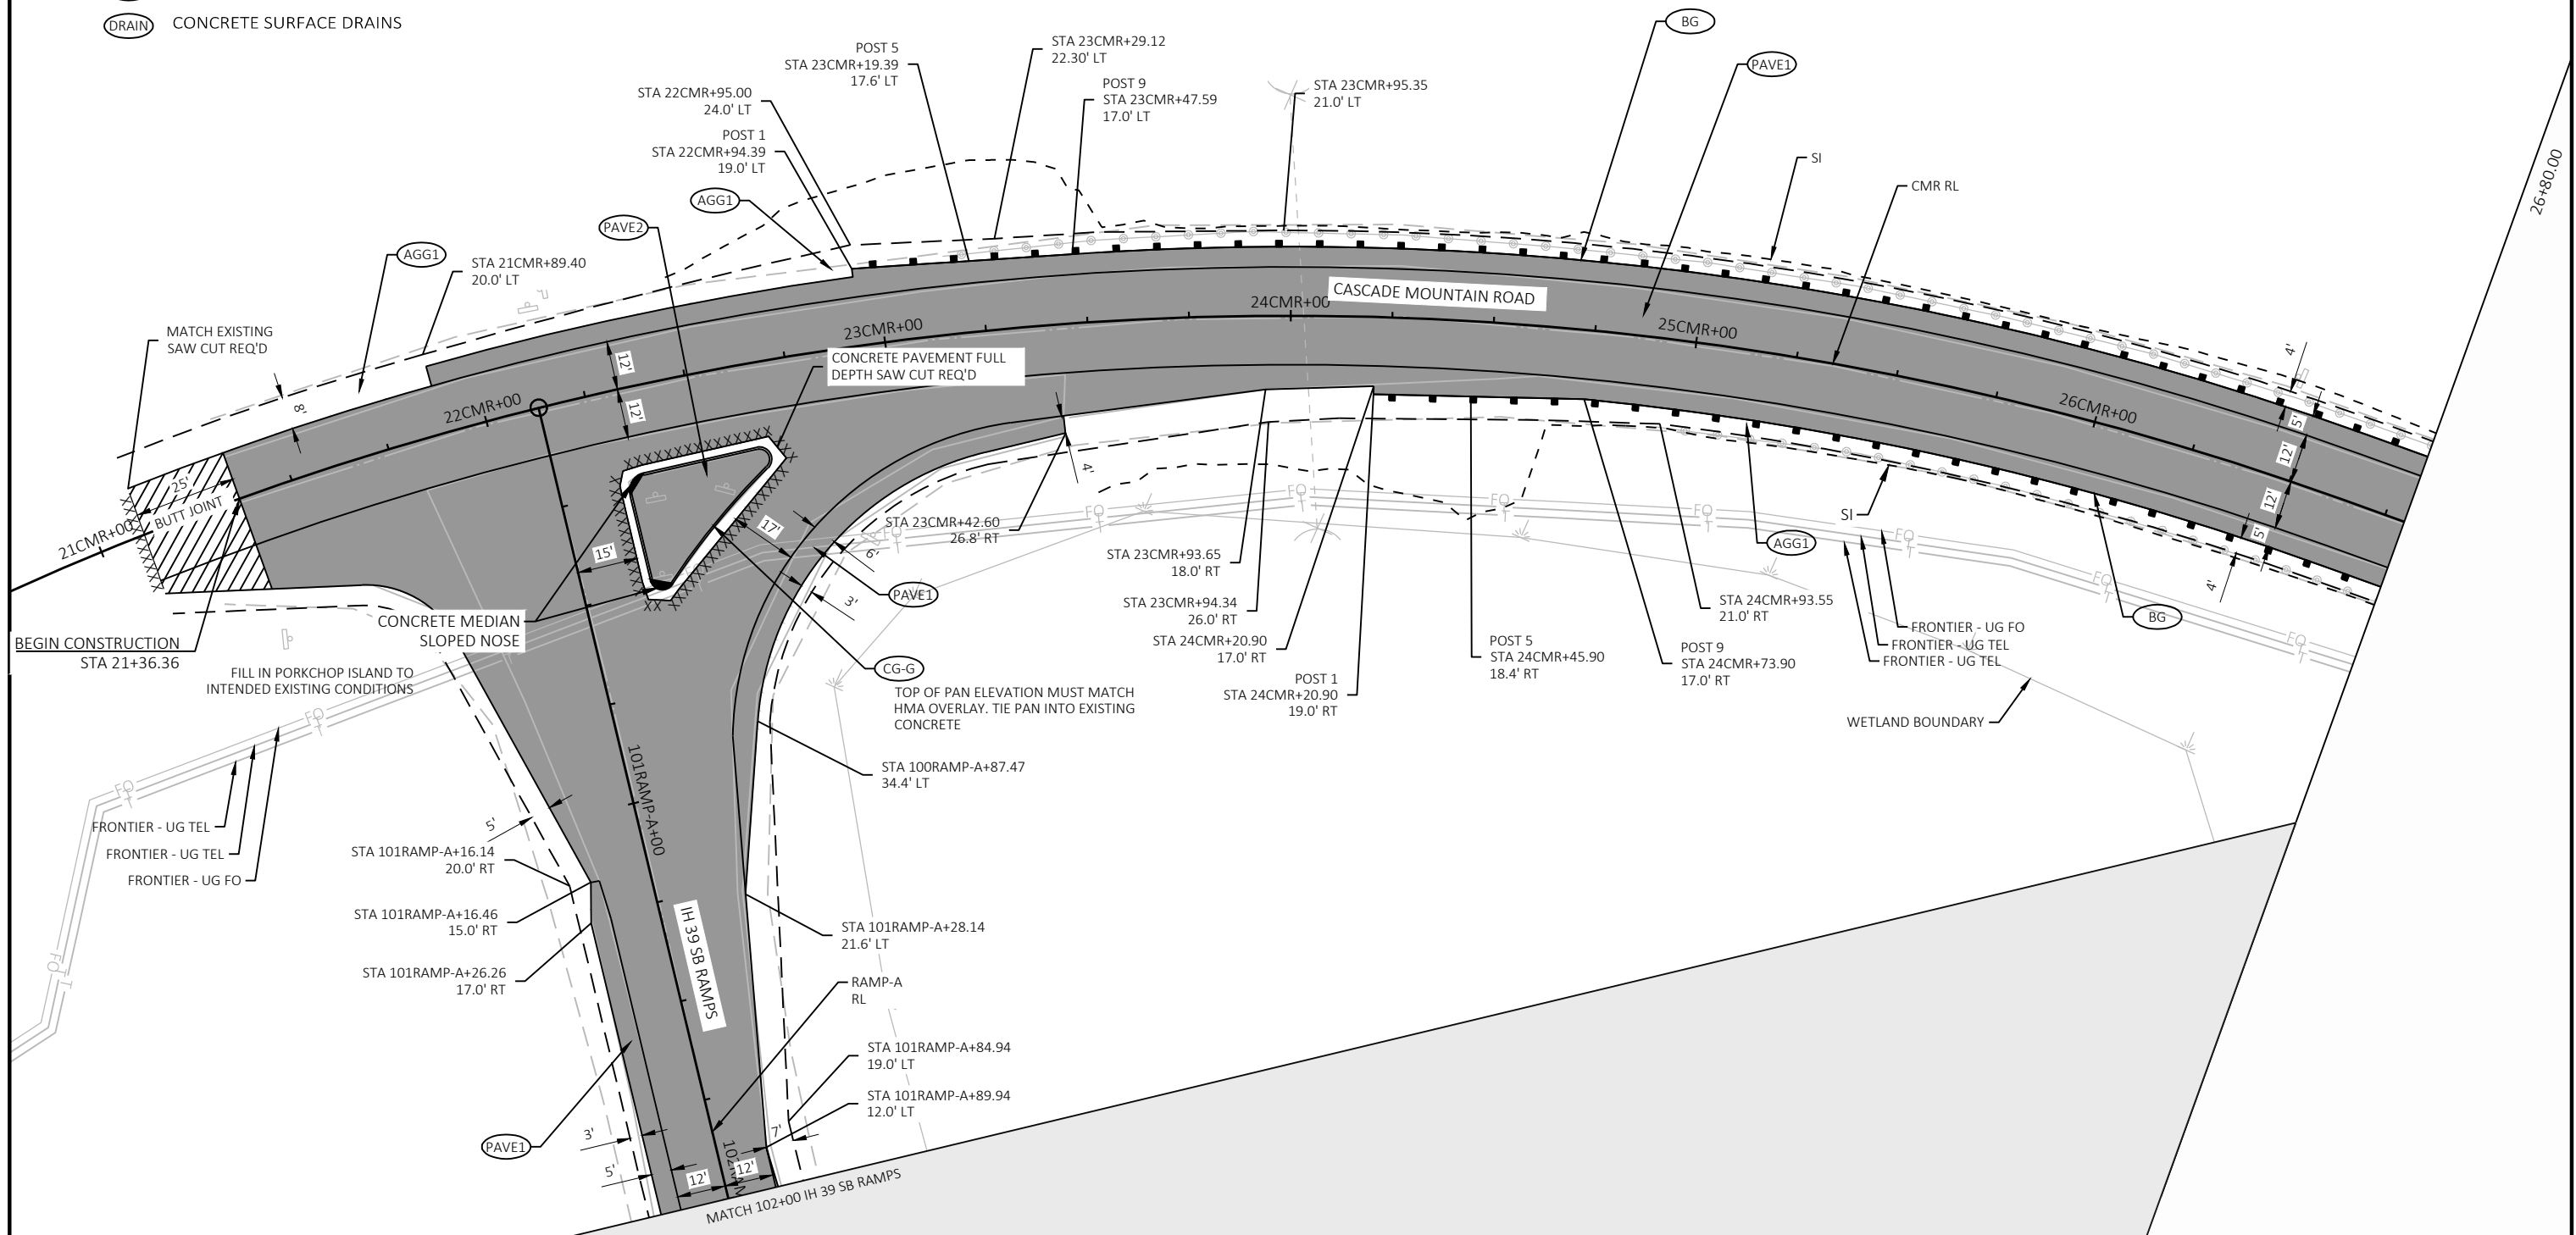 DRAIN CONCRETE SURFACE DRAINS
POST 5
STA 23CMR+19.39
17.6' LT
STA 23CMR+29.12
22.30' LT
BG
PAVE1
STA 22CMR+95.00
24.0' LT
POST 9
STA 23CMR+47.59
17.0' LT
STA 23CMR+95.35
21.0' LT
POST 1
STA 22CMR+94.39
19.0' LT
SI
CMR RL
26+80.00
AGG1
PAVE2
AGG1
STA 21CMR+89.40
20.0' LT
MATCH EXISTING
SAW CUT REQ'D
CASCADE MOUNTAIN ROAD
21CMR+00
22CMR+00
23CMR+00
24CMR+00
25CMR+00
26CMR+00
CONCRETE PAVEMENT FULL
DEPTH SAW CUT REQ'D
12'
12'
8'
25'
BUTT JOINT
4'
5'
12'
12'
5'
4'
4'
15'
17'
6'
3'
STA 23CMR+42.60
26.8' RT
PAVE1
STA 23CMR+93.65
18.0' RT
STA 23CMR+94.34
26.0' RT
STA 24CMR+20.90
17.0' RT
POST 1
STA 24CMR+20.90
19.0' RT
POST 5
STA 24CMR+45.90
18.4' RT
POST 9
STA 24CMR+73.90
17.0' RT
STA 24CMR+93.55
21.0' RT
SI
AGG1
BG
FRONTIER - UG FO
FRONTIER - UG TEL
FRONTIER - UG TEL
WETLAND BOUNDARY
CONCRETE MEDIAN
SLOPED NOSE
BEGIN CONSTRUCTION
STA 21+36.36
FILL IN PORKCHOP ISLAND TO
INTENDED EXISTING CONDITIONS
CG-G
TOP OF PAN ELEVATION MUST MATCH
HMA OVERLAY. TIE PAN INTO EXISTING
CONCRETE
STA 100RAMP-A+87.47
34.4' LT
101RAMP-A+00
FRONTIER - UG TEL
FRONTIER - UG TEL
FRONTIER - UG FO
5'
STA 101RAMP-A+16.14
20.0' RT
STA 101RAMP-A+16.46
15.0' RT
STA 101RAMP-A+26.26
17.0' RT
IH 39 SB RAMPS
STA 101RAMP-A+28.14
21.6' LT
RAMP-A
RL
STA 101RAMP-A+84.94
19.0' LT
STA 101RAMP-A+89.94
12.0' LT
PAVE1
3'
5'
12'
12'
7'
MATCH 102+00 IH 39 SB RAMPS
FO
FO
FO
FO
FO
FO
FO
FO
FO
FO
FO